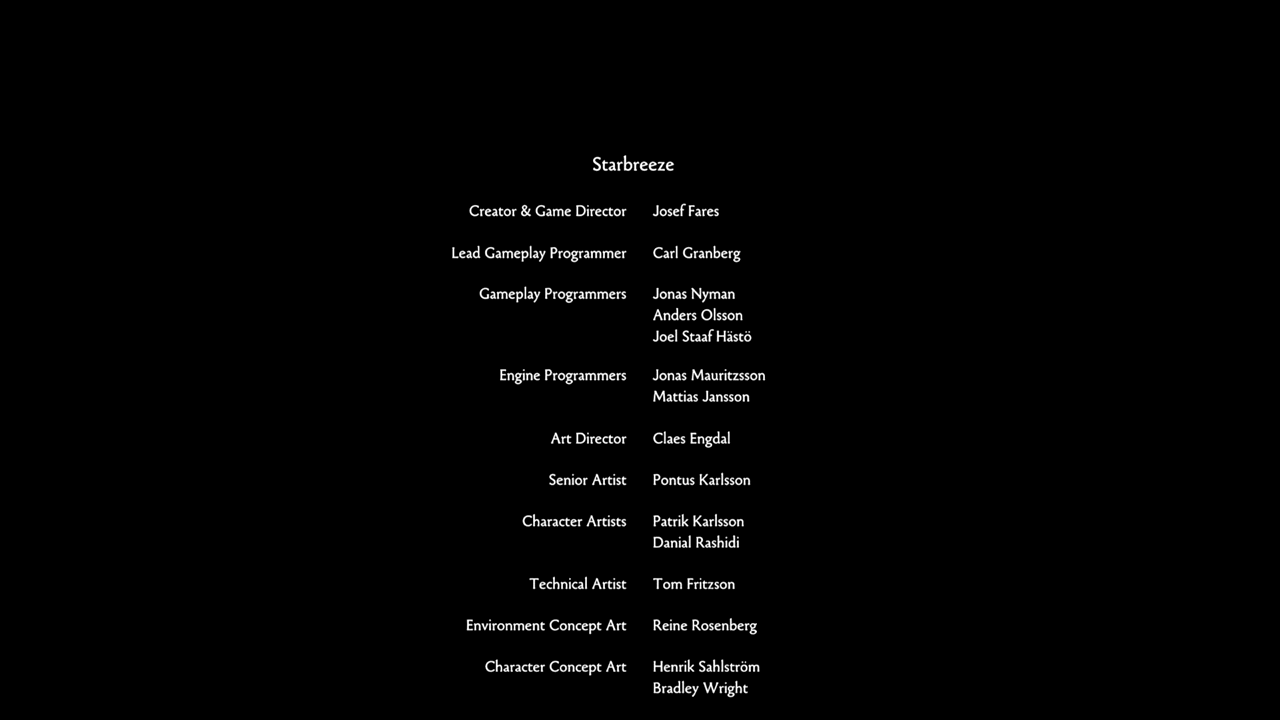 Starbreeze
Creator & Game Director Josef Fares
Lead Gameplay Programmer Carl Granberg
Gameplay Programmers Jonas Nyman
Anders Olsson
Joel Staaf Hästö
Engine Programmers Jonas Mauritzsson
Mattias Jansson
Art Director Claes Engdal
Senior Artist Pontus Karlsson
Character Artists Patrik Karlsson
Danial Rashidi
Technical Artist Tom Fritzson
Environment Concept Art Reine Rosenberg
Character Concept Art Henrik Sahlström
Bradley Wright